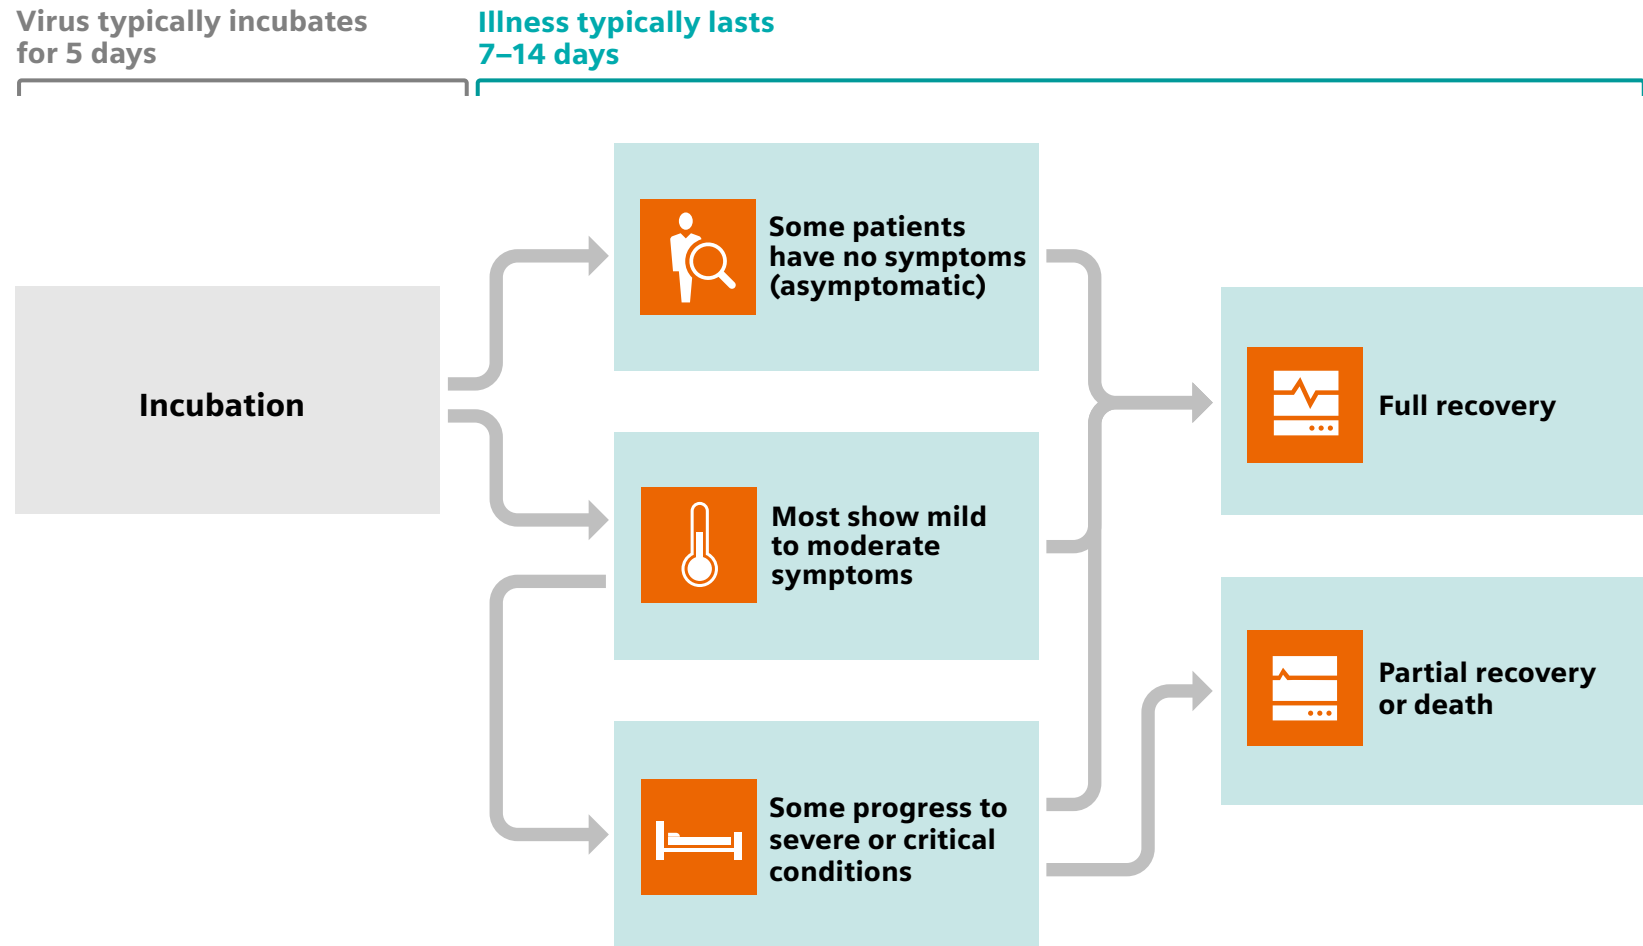 Virus typically incubates
for 5 days
Illness typically lasts
7–14 days
Incubation
Some patients
have no symptoms
(asymptomatic)
Most show mild
to moderate
symptoms
Some progress to
severe or critical
conditions
Full recovery
Partial recovery
or death